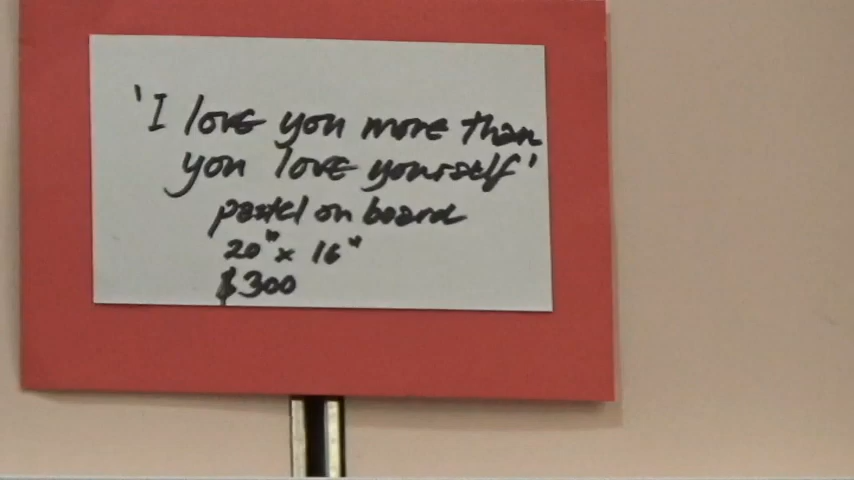 'I love you more than
you love yourself'
pastel on board
20" x 16"
$300